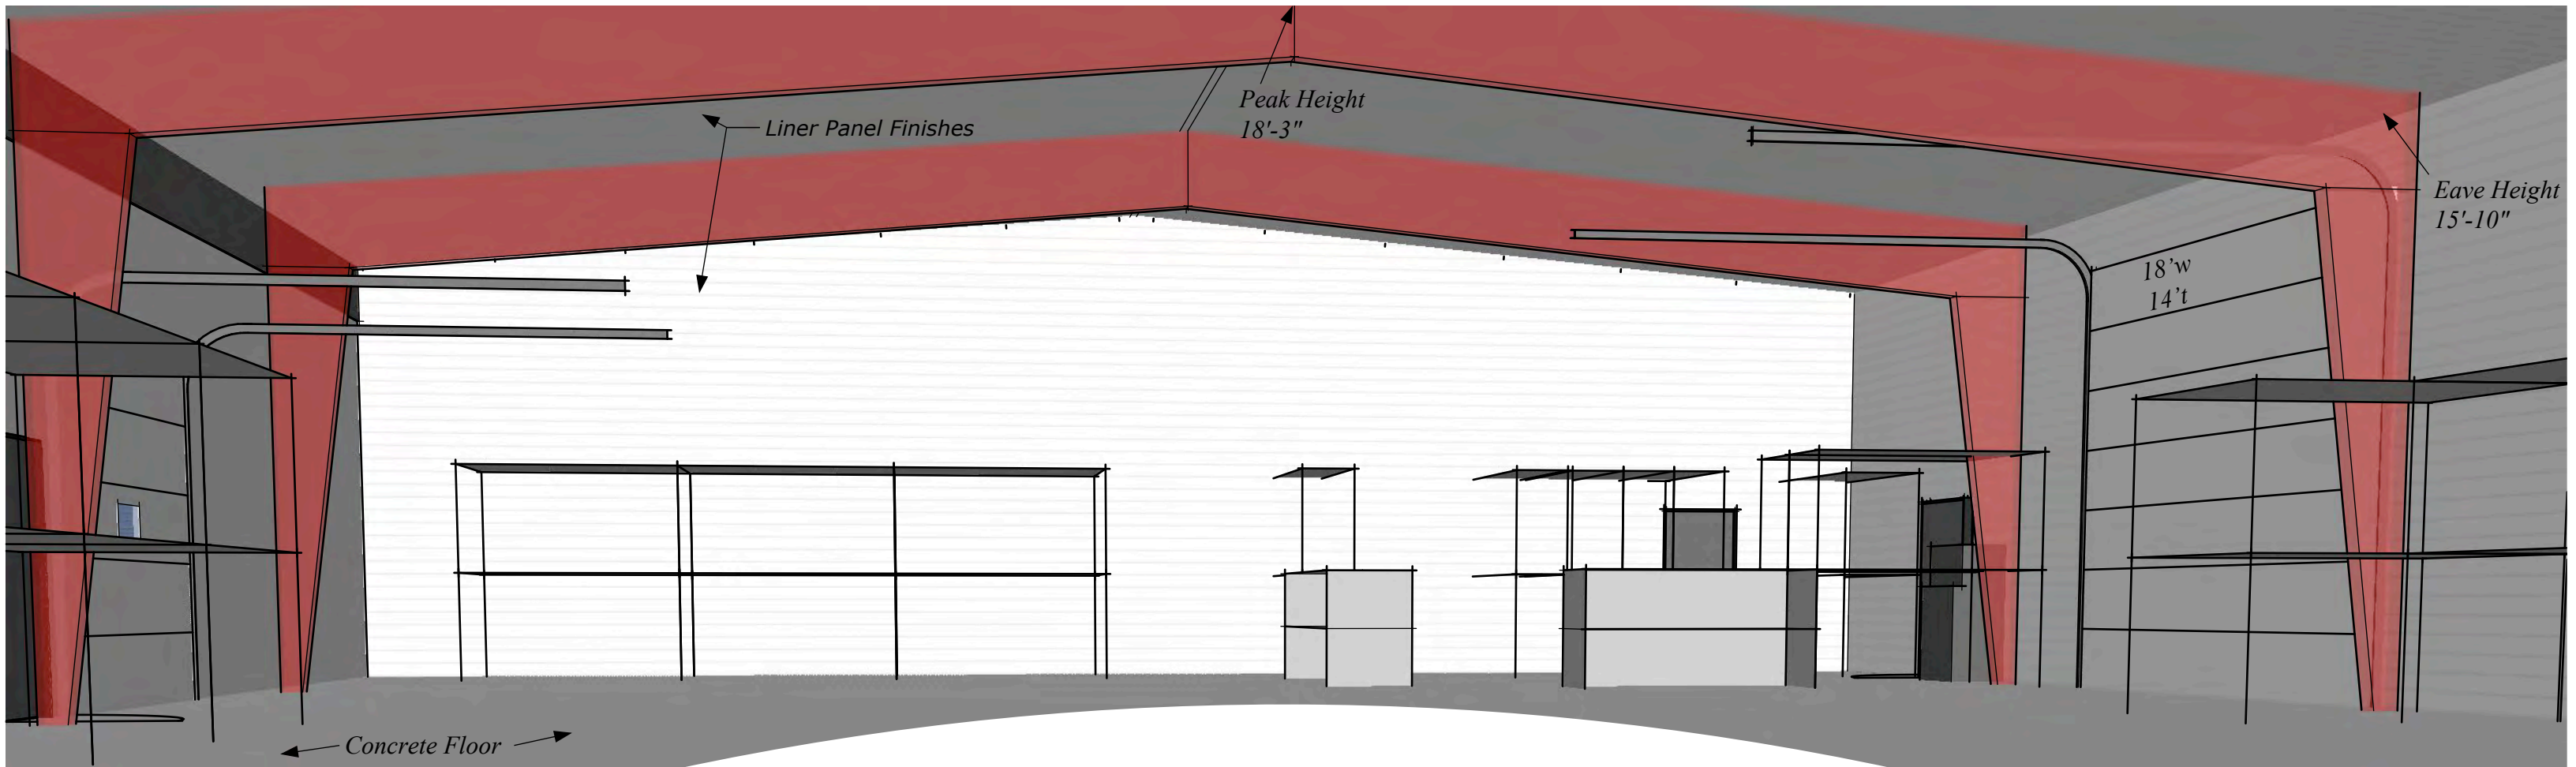 Peak Height
18'-3"
Liner Panel Finishes
Eave Height
15'-10"
18'w
14't
Concrete Floor